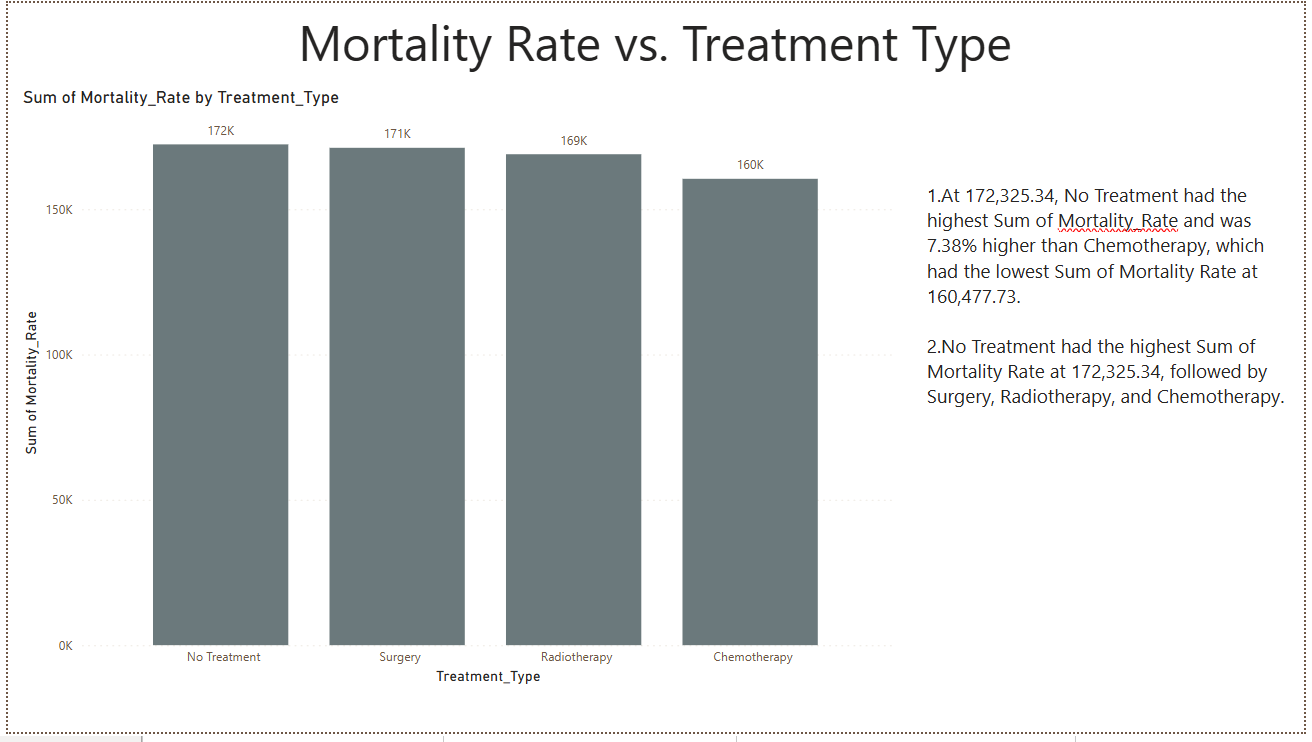 Mortality Rate vs. Treatment Type
Sum of Mortality_Rate by Treatment_Type
172K
171K
169K
160K
150K
100K
50K
0K
Sum of Mortality_Rate
No Treatment
Surgery
Radiotherapy
Chemotherapy
Treatment_Type
1.At 172,325.34, No Treatment had the
highest Sum of Mortality_Rate and was
7.38% higher than Chemotherapy, which
had the lowest Sum of Mortality Rate at
160,477.73.
2.No Treatment had the highest Sum of
Mortality Rate at 172,325.34, followed by
Surgery, Radiotherapy, and Chemotherapy.